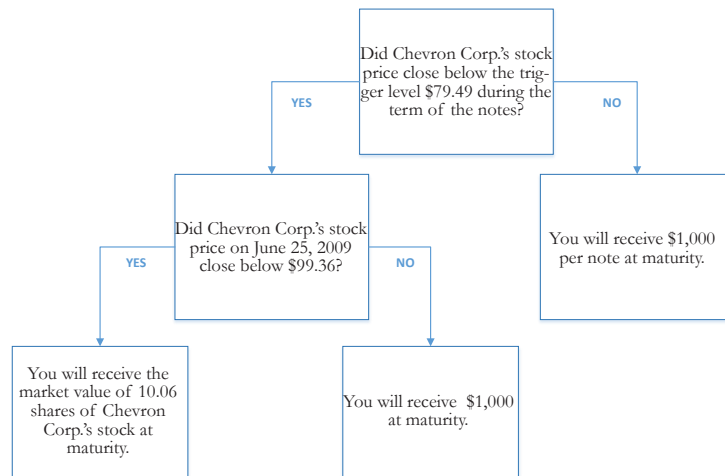 Did Chevron Corp.'s stock
price close below the trig-
ger level $79.49 during the
term of the notes?
YES
NO
Did Chevron Corp.'s stock
price on June 25, 2009
close below $99.36?
You will receive $1,000
per note at maturity.
YES
NO
You will receive the
market value of 10.06
shares of Chevron
Corp.'s stock at
maturity.
You will receive $1,000
at maturity.